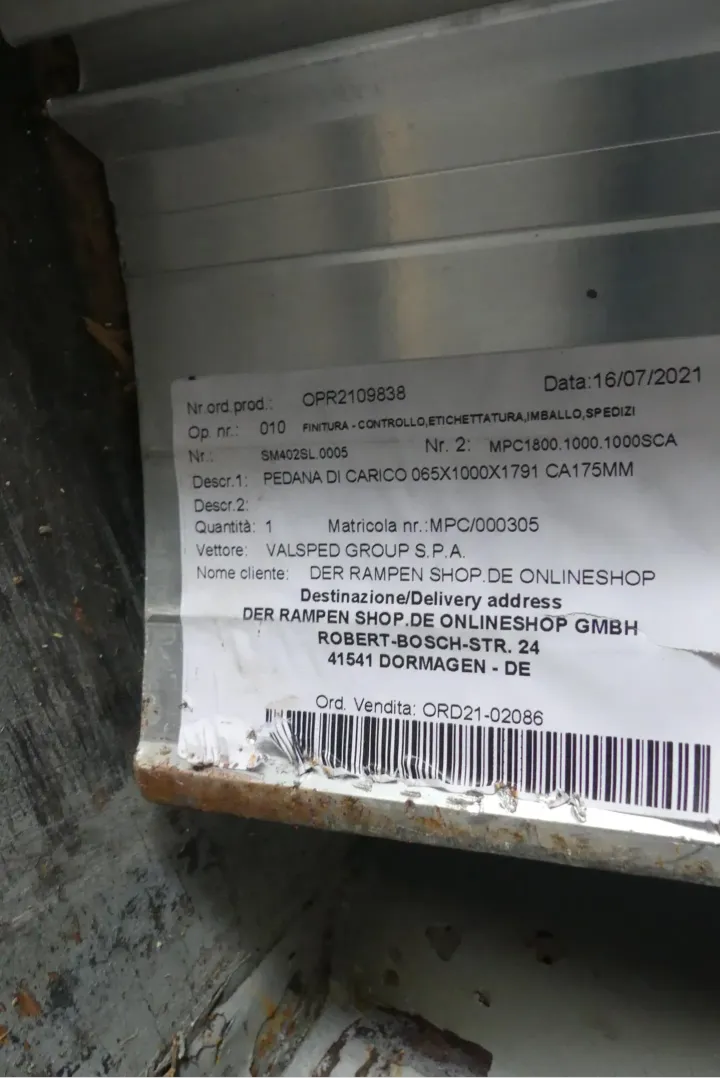 Nr.ord.prod.: OPR2109838 Data:16/07/2021
Op. nr.: 010 FINITURA - CONTROLLO,ETICHETTATURA,IMBALLO,SPEDIZI
Nr.: SM402SL.0005 Nr. 2: MPC1800.1000.1000SCA
Descr.1: PEDANA DI CARICO 065X1000X1791 CA175MM
Descr.2:
Quantità: 1 Matricola nr.:MPC/000305
Vettore: VALSPED GROUP S.P.A.
Nome cliente: DER RAMPEN SHOP.DE ONLINESHOP
Destinazione/Delivery address
DER RAMPEN SHOP.DE ONLINESHOP GMBH
ROBERT-BOSCH-STR. 24
41541 DORMAGEN - DE
Ord. Vendita: ORD21-02086